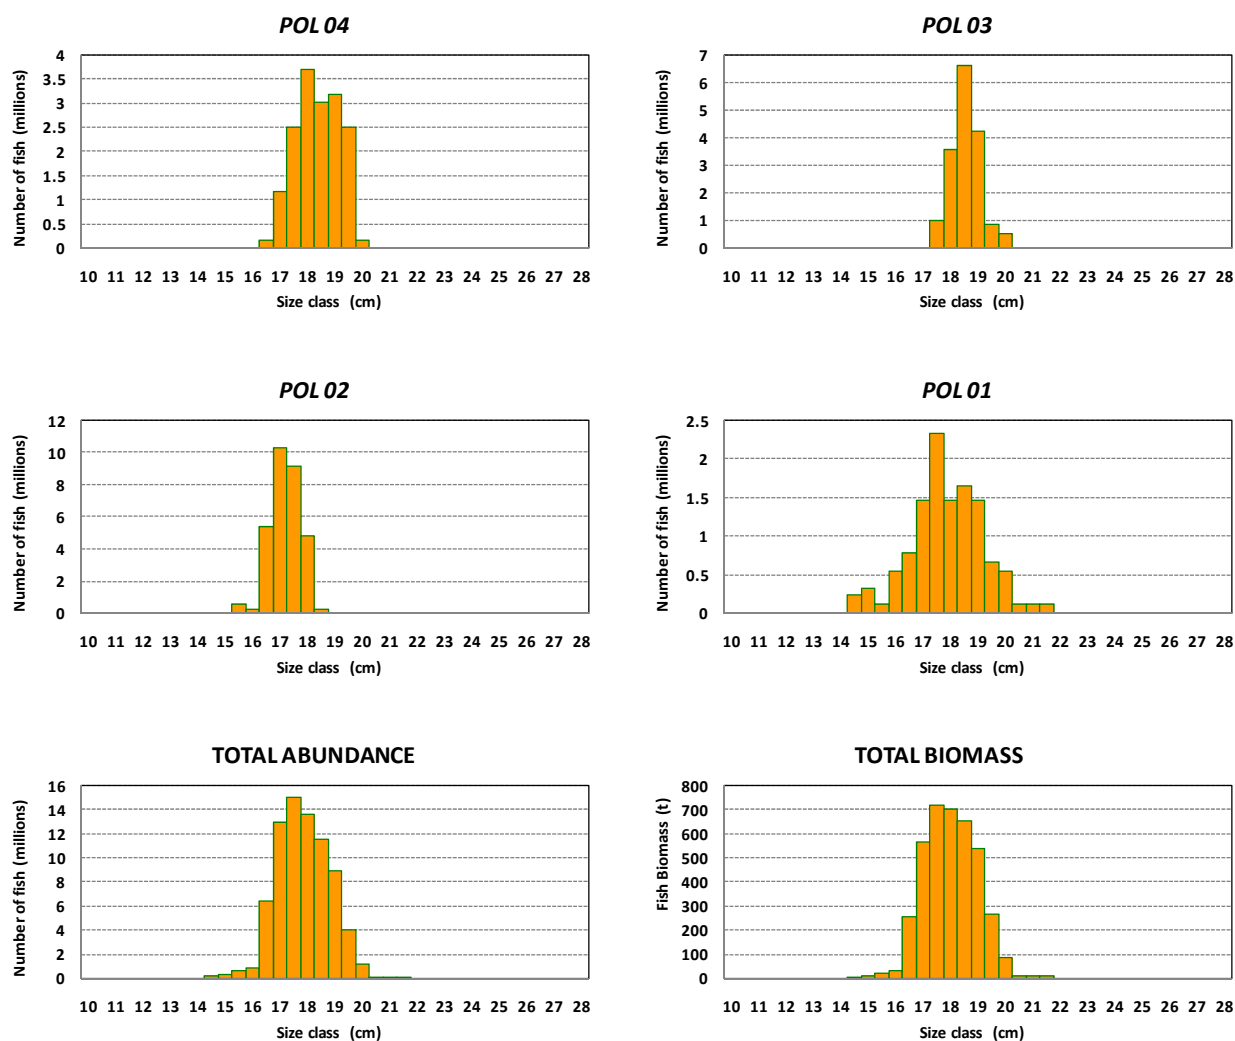 POL 04
Number of fish (millions)
4
3.5
3
2.5
2
1.5
1
0.5
0
10 11 12 13 14 15 16 17 18 19 20 21 22 23 24 25 26 27 28
Size class (cm)
POL 03
Number of fish (millions)
7
6
5
4
3
2
1
0
10 11 12 13 14 15 16 17 18 19 20 21 22 23 24 25 26 27 28
Size class (cm)
POL 02
Number of fish (millions)
12
10
8
6
4
2
0
10 11 12 13 14 15 16 17 18 19 20 21 22 23 24 25 26 27 28
Size class (cm)
POL 01
Number of fish (millions)
2.5
2
1.5
1
0.5
0
10 11 12 13 14 15 16 17 18 19 20 21 22 23 24 25 26 27 28
Size class (cm)
TOTAL ABUNDANCE
Number of fish (millions)
16
14
12
10
8
6
4
2
0
10 11 12 13 14 15 16 17 18 19 20 21 22 23 24 25 26 27 28
Size class (cm)
TOTAL BIOMASS
Fish Biomass (t)
800
700
600
500
400
300
200
100
0
10 11 12 13 14 15 16 17 18 19 20 21 22 23 24 25 26 27 28
Size class (cm)